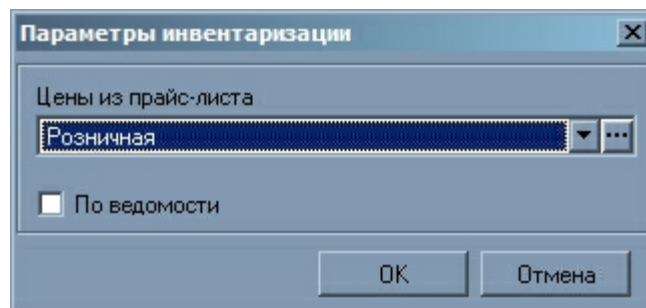 Параметры инвентаризации
Цены из прайс-листа
Розничная
По ведомости
OK
Отмена